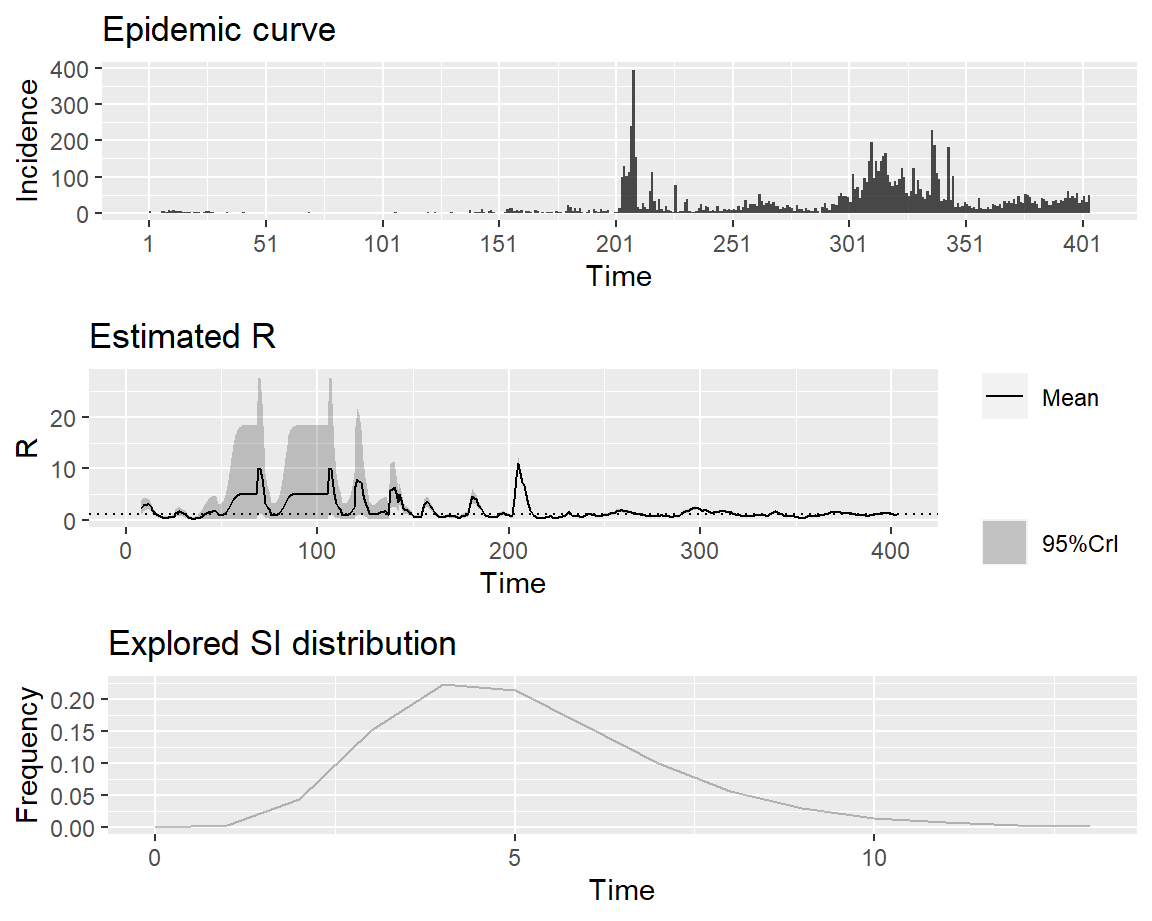 Epidemic curve
400
300
200
100
0
Incidence
1 51 101 151 201 251 301 351 401
Time
Estimated R
20
10
0
R
0 100 200 300 400
Time
Mean
95%CrI
Explored SI distribution
0.20
0.15
0.10
0.05
0.00
Frequency
0 5 10
Time